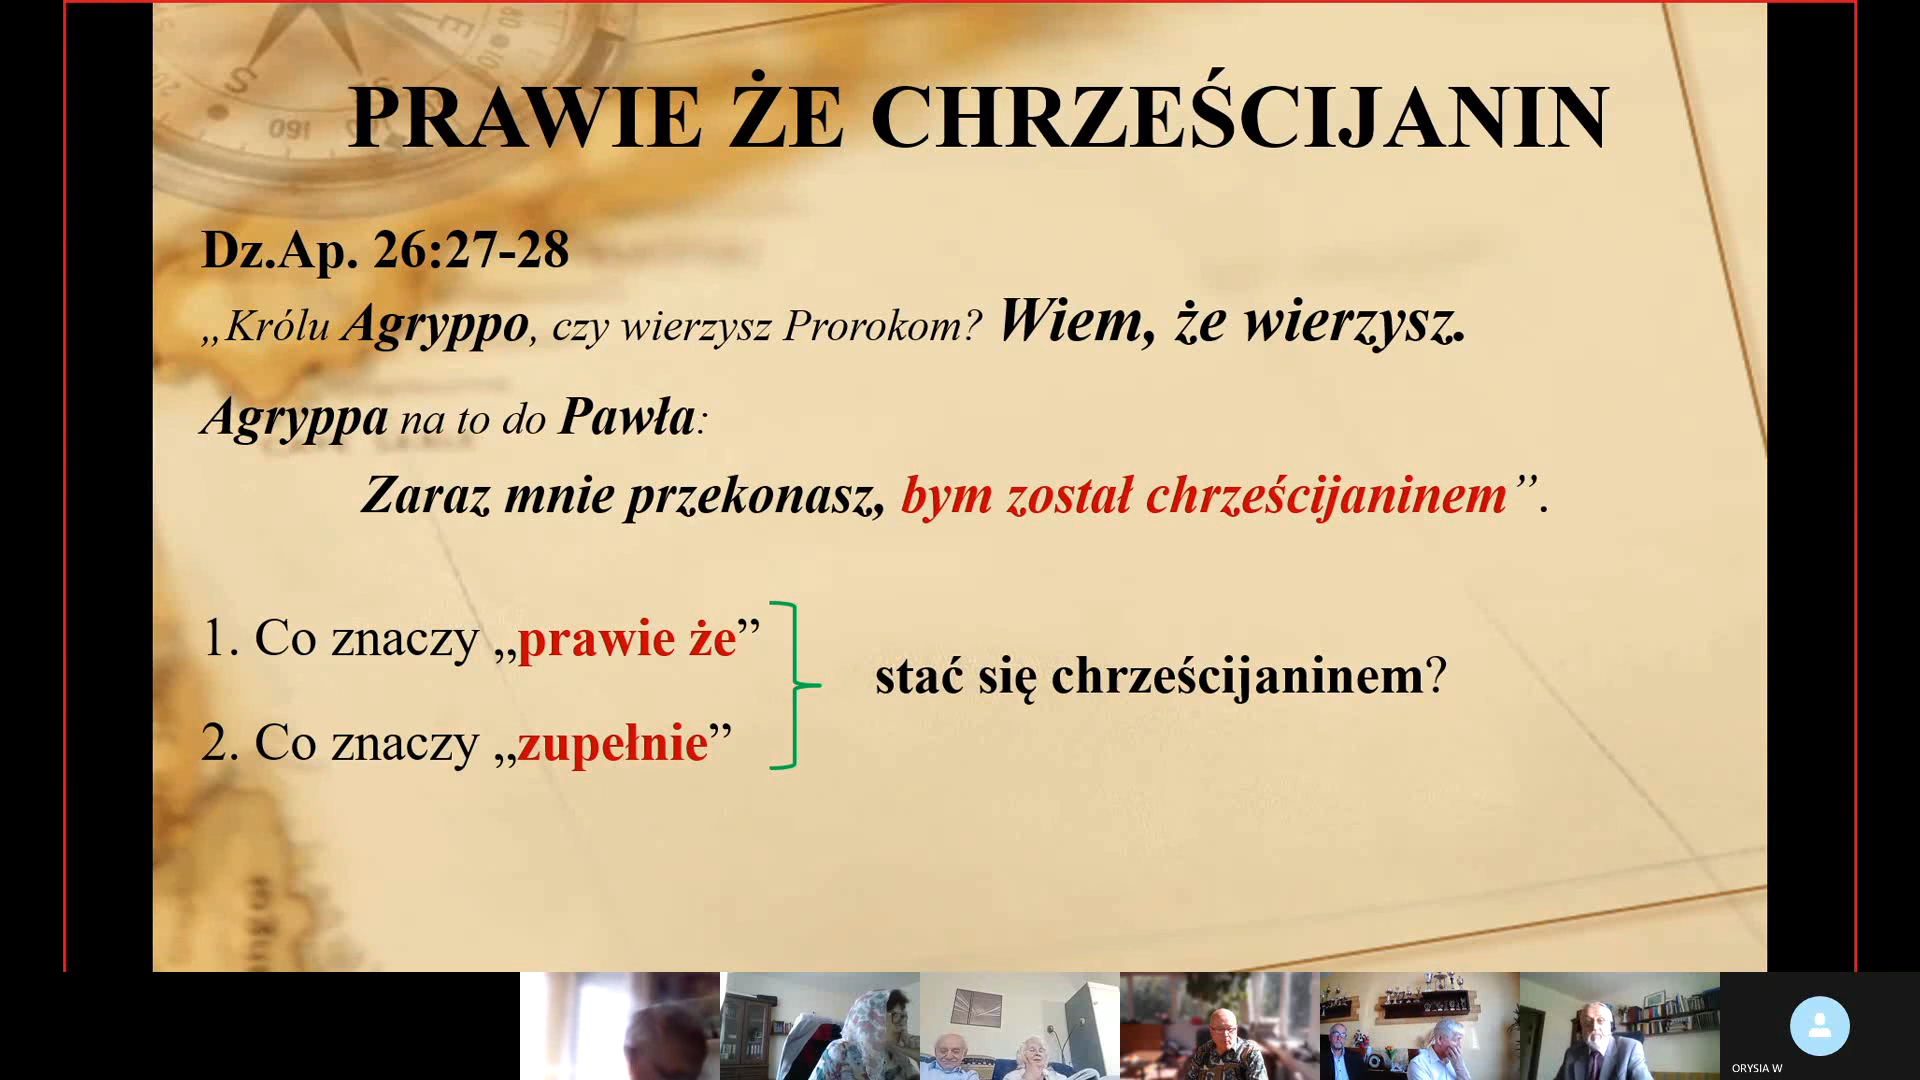 PRAWIE ŻE CHRZEŚCIJANIN
Dz.Ap. 26:27-28
„Królu Agryppo, czy wierzysz Prorokom? Wiem, że wierzysz.
Agryppa na to do Pawła:
Zaraz mnie przekonasz, bym został chrześcijaninem”.
1. Co znaczy „prawie że”
stać się chrześcijaninem?
2. Co znaczy „zupełnie”
ORYSIA W